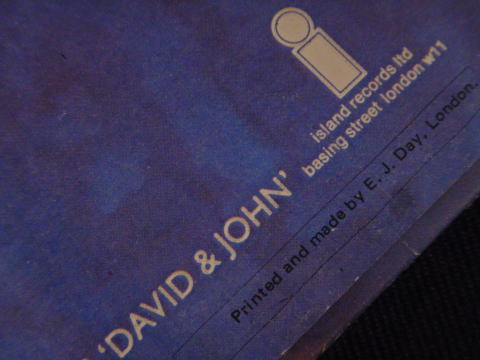 i
island records ltd
basing street london w11
'DAVID & JOHN'
Printed and made by E. J. Day, London.